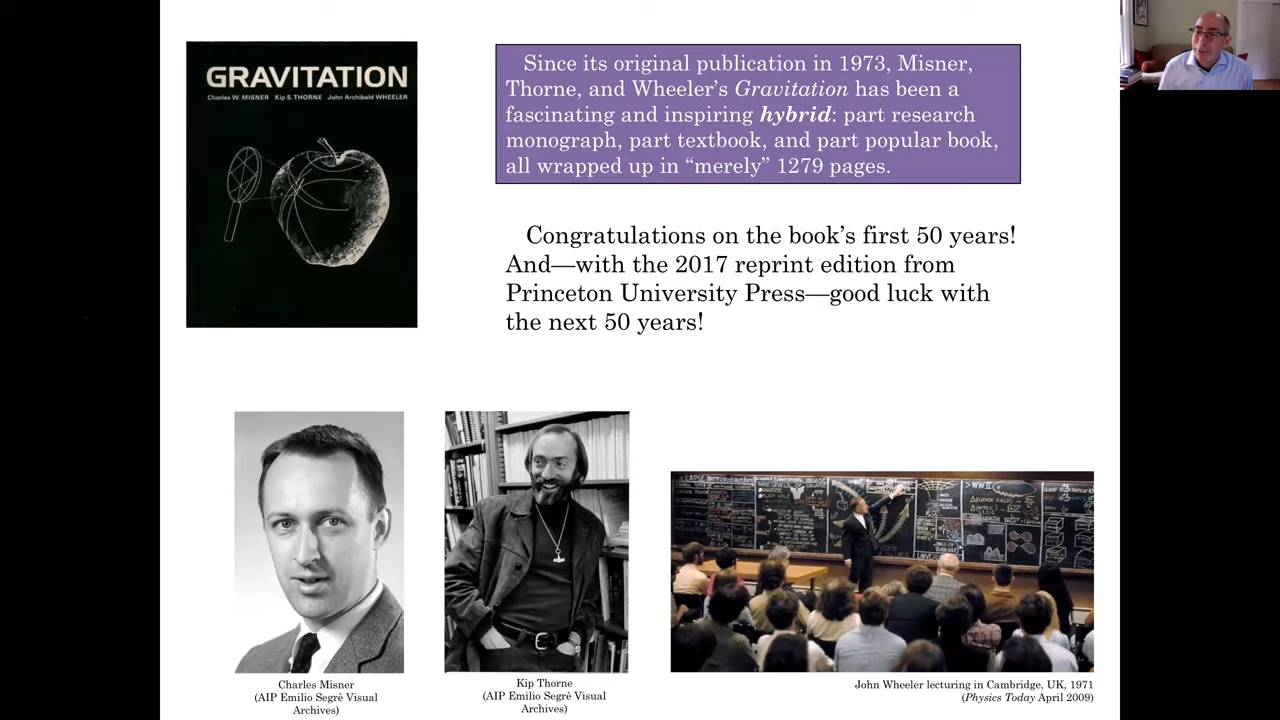 GRAVITATION
Charles W. MISNER Kip S. THORNE John Archibald WHEELER
Since its original publication in 1973, Misner,
Thorne, and Wheeler’s Gravitation has been a
fascinating and inspiring hybrid: part research
monograph, part textbook, and part popular book,
all wrapped up in “merely” 1279 pages.
Congratulations on the book’s first 50 years!
And—with the 2017 reprint edition from
Princeton University Press—good luck with
the next 50 years!
Charles Misner
(AIP Emilio Segrè Visual
Archives)
Kip Thorne
(AIP Emilio Segrè Visual
Archives)
John Wheeler lecturing in Cambridge, UK, 1971
(Physics Today April 2009)